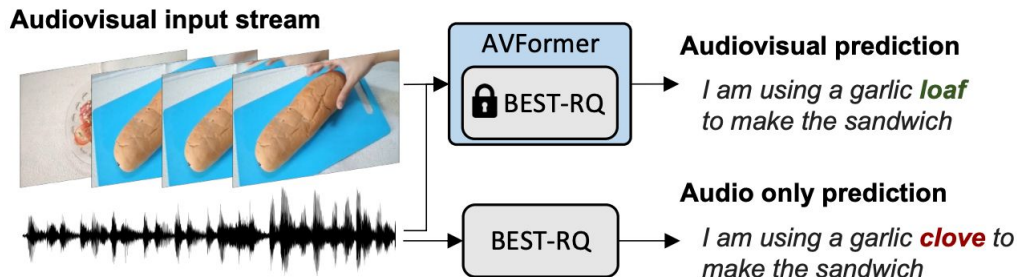 Audiovisual input stream
AVFormer
BEST-RQ
Audiovisual prediction
I am using a garlic loaf
to make the sandwich
BEST-RQ
Audio only prediction
I am using a garlic clove to
make the sandwich